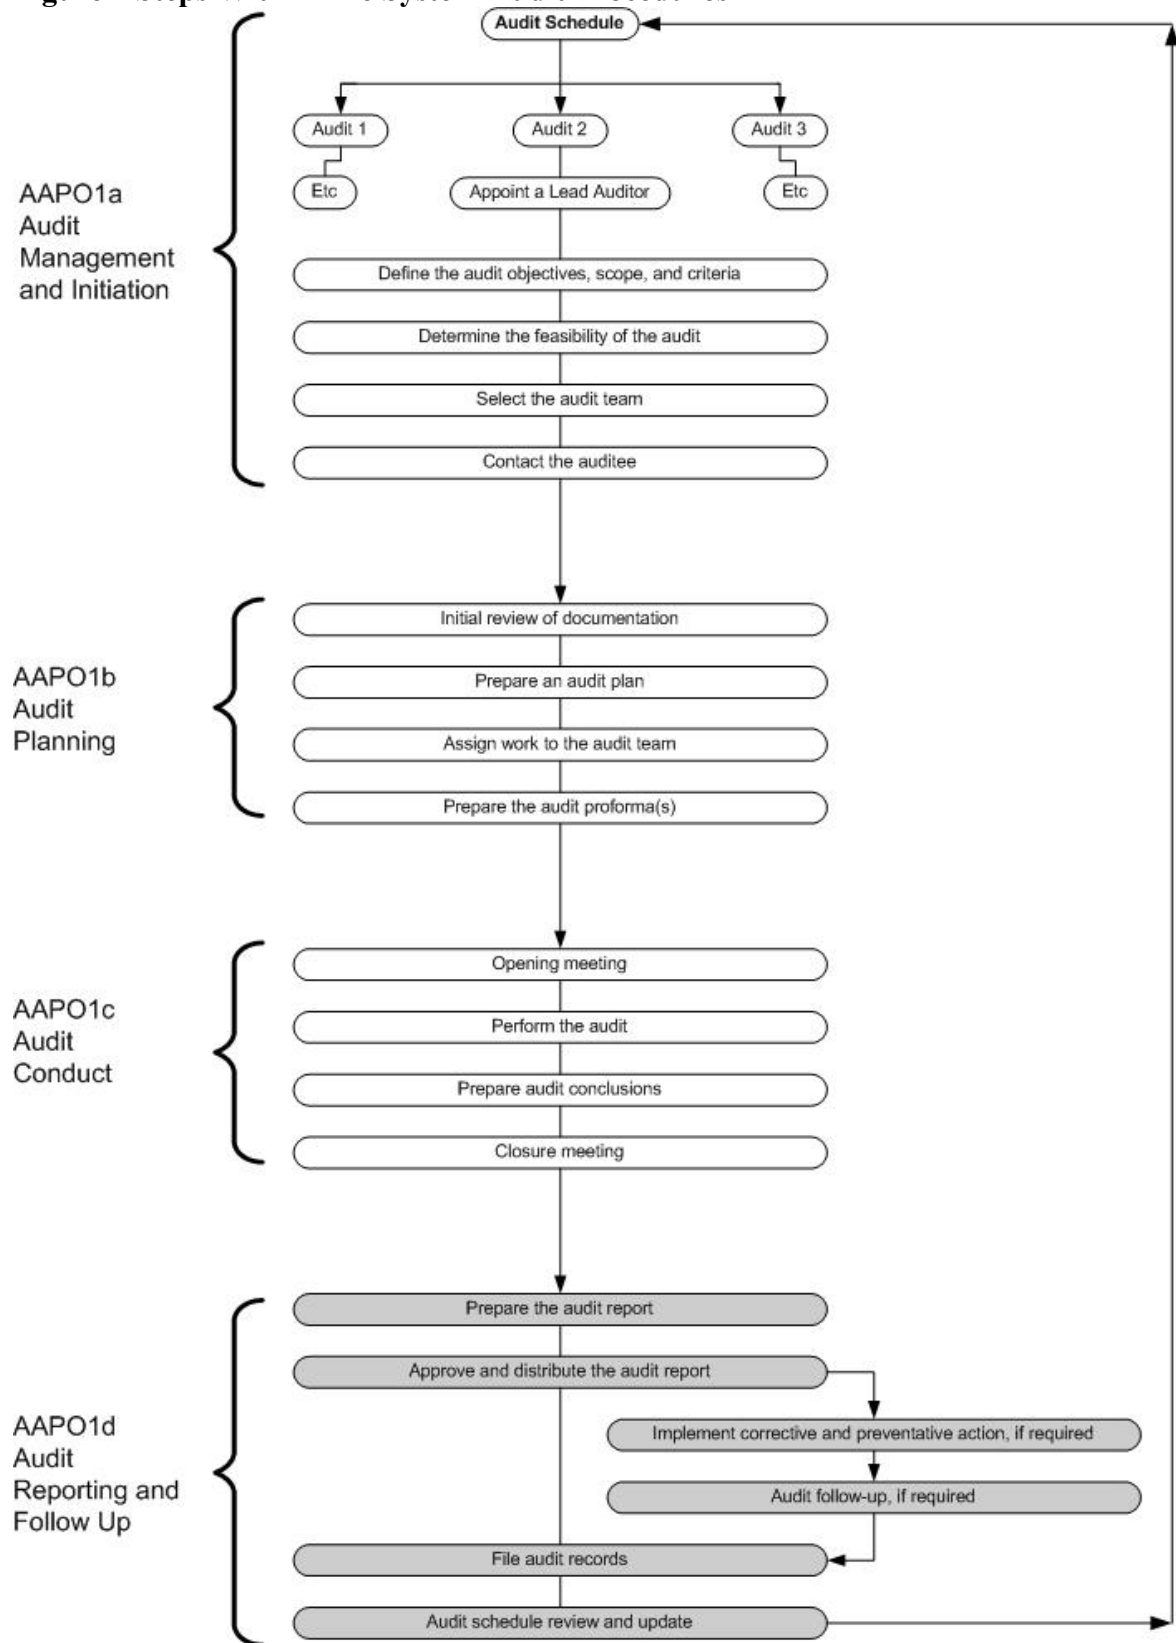 Audit Schedule
Audit 1
Audit 2
Audit 3
Etc
Appoint a Lead Auditor
Etc
AAPO1a
Audit
Management
and Initiation
Define the audit objectives, scope, and criteria
Determine the feasibility of the audit
Select the audit team
Contact the auditee
AAPO1b
Audit
Planning
Initial review of documentation
Prepare an audit plan
Assign work to the audit team
Prepare the audit proforma(s)
AAPO1c
Audit
Conduct
Opening meeting
Perform the audit
Prepare audit conclusions
Closure meeting
AAPO1d
Audit
Reporting and
Follow Up
Prepare the audit report
Approve and distribute the audit report
Implement corrective and preventative action, if required
Audit follow-up, if required
File audit records
Audit schedule review and update